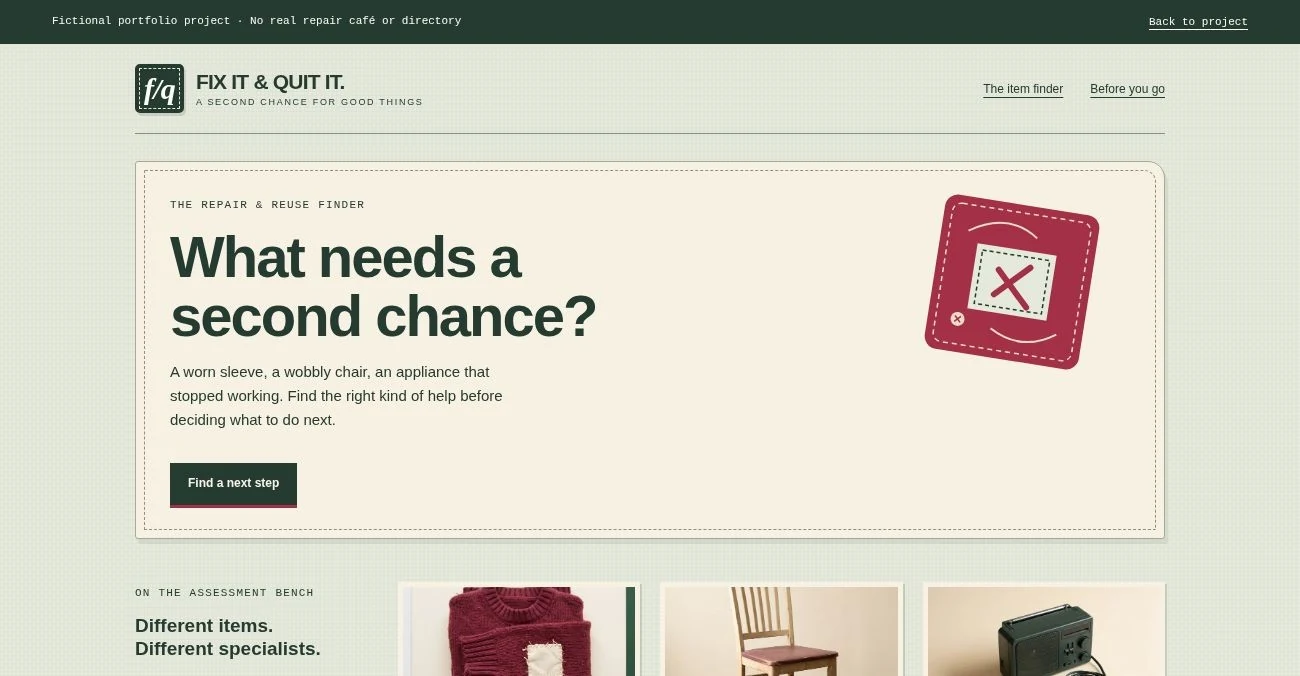 Fictional portfolio project · No real repair café or directory
Back to project
f/q
FIX IT & QUIT IT.
A SECOND CHANCE FOR GOOD THINGS
The item finder
Before you go
THE REPAIR & REUSE FINDER
What needs a
second chance?
A worn sleeve, a wobbly chair, an appliance that
stopped working. Find the right kind of help before
deciding what to do next.
Find a next step
ON THE ASSESSMENT BENCH
Different items.
Different specialists.